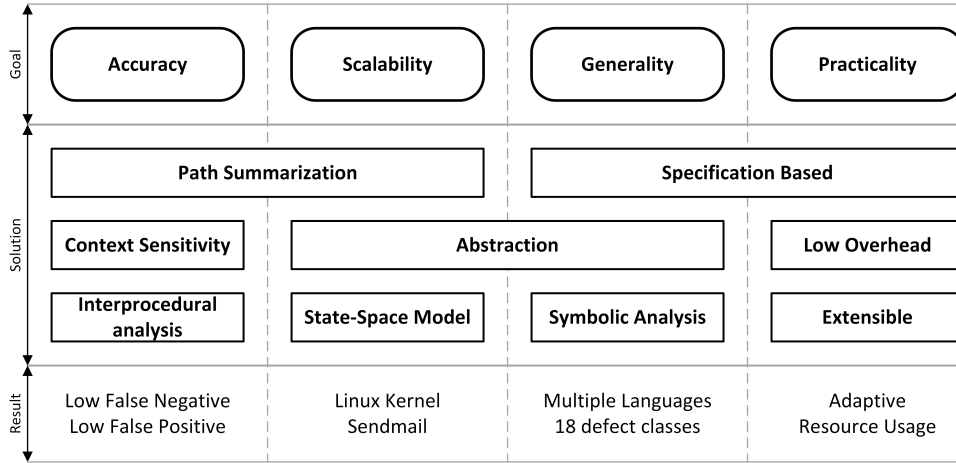 Goal
Accuracy
Scalability
Generality
Practicality
Solution
Path Summarization
Specification Based
Context Sensitivity
Abstraction
Low Overhead
Interprocedural
analysis
State-Space Model
Symbolic Analysis
Extensible
Result
Low False Negative
Low False Positive
Linux Kernel
Sendmail
Multiple Languages
18 defect classes
Adaptive
Resource Usage